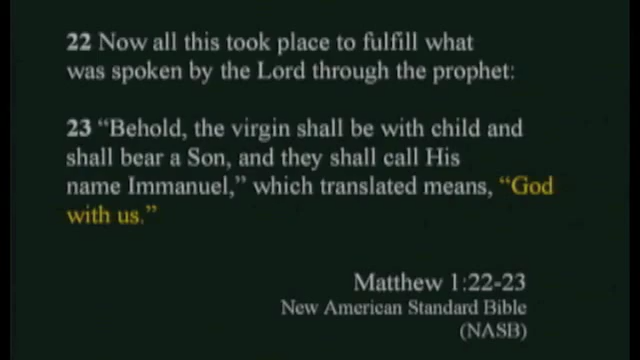 22 Now all this took place to fulfill what
was spoken by the Lord through the prophet:
23 “Behold, the virgin shall be with child and
shall bear a Son, and they shall call His
name Immanuel,” which translated means, “God
with us.”
Matthew 1:22-23
New American Standard Bible
(NASB)